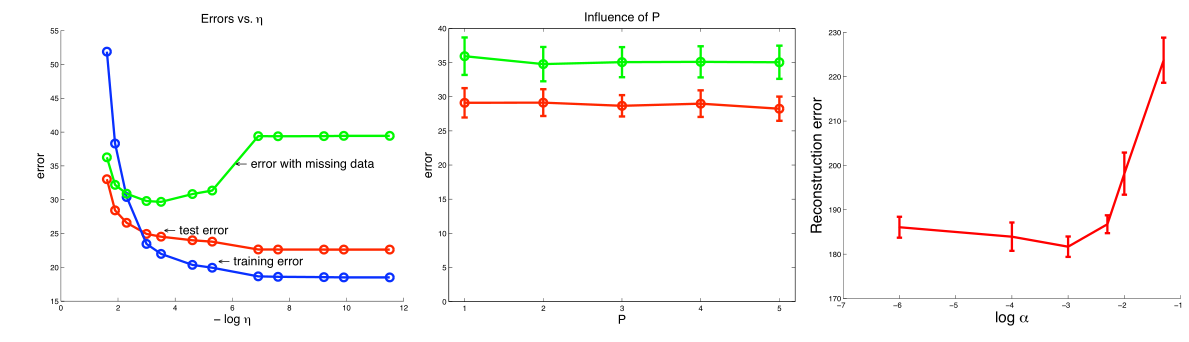 Errors vs. η
55
50
45
40
35
30
25
20
15
error
← error with missing data
← test error
← training error
0 2 4 6 8 10 12
− log η
Influence of P
40
35
30
25
20
15
10
5
0
error
1 2 3 4 5
P
230
220
210
200
190
180
170
Reconstruction error
−7 −6 −5 −4 −3 −2 −1
log α